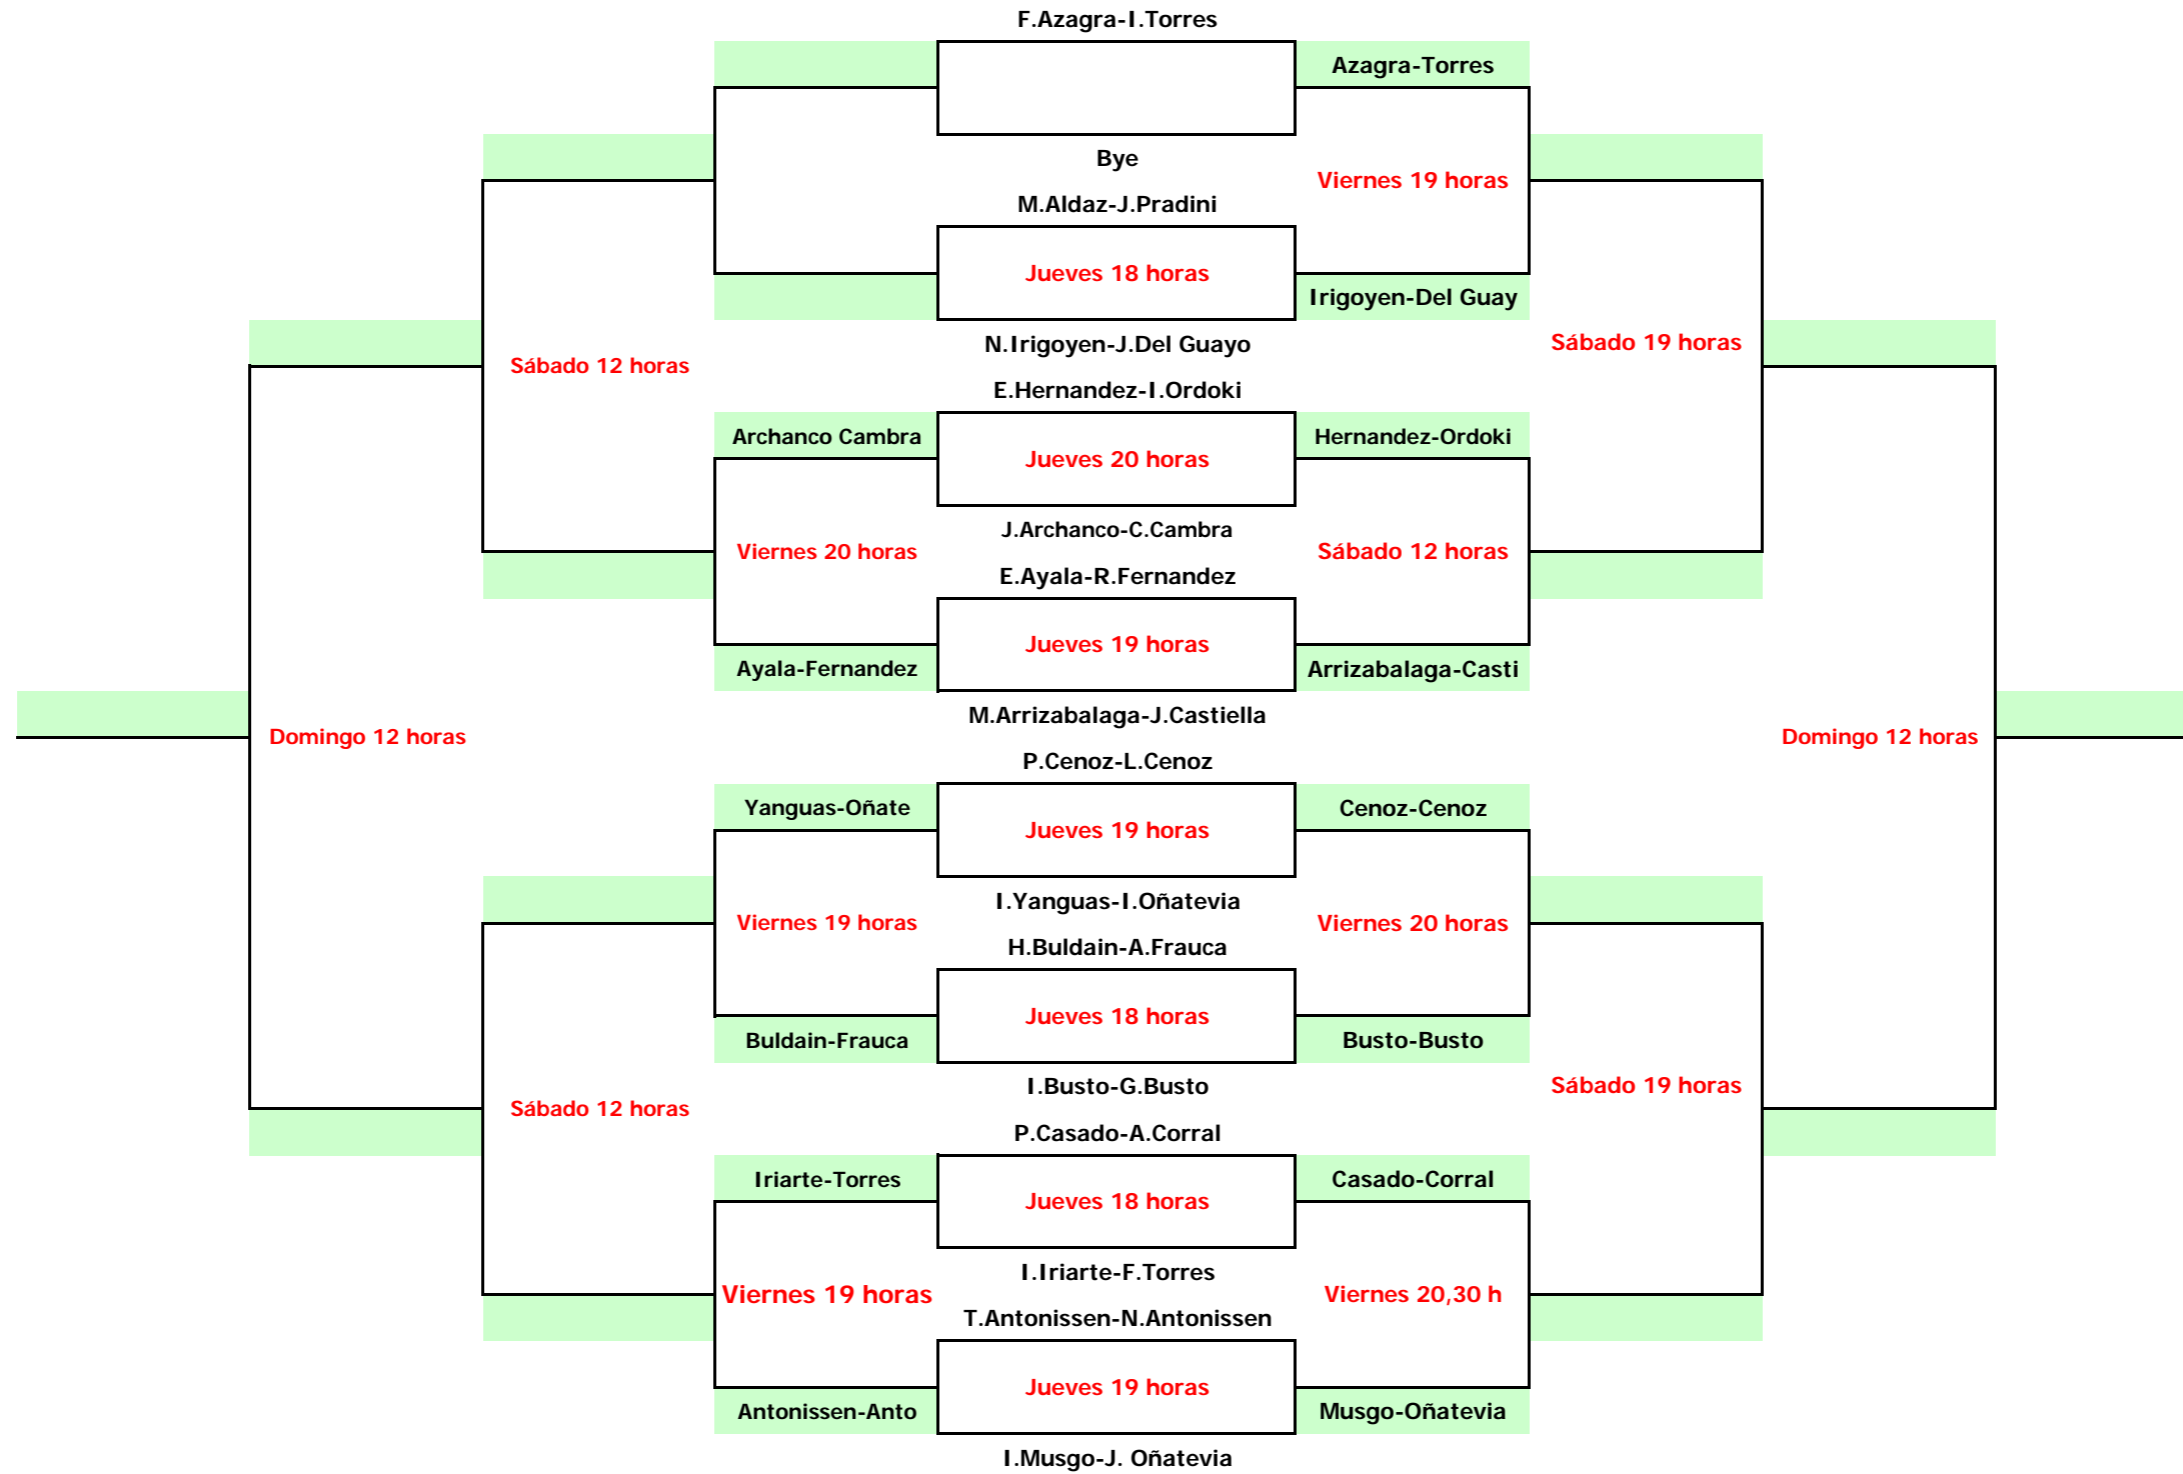 F.Azagra-I.Torres
Azagra-Torres
Bye
Viernes 19 horas
M.Aldaz-J.Pradini
Jueves 18 horas
Irigoyen-Del Guay
N.Irigoyen-J.Del Guayo
Sábado 19 horas
Sábado 12 horas
E.Hernandez-I.Ordoki
Archanco Cambra
Hernandez-Ordoki
Jueves 20 horas
J.Archanco-C.Cambra
Viernes 20 horas
Sábado 12 horas
E.Ayala-R.Fernandez
Jueves 19 horas
Ayala-Fernandez
Arrizabalaga-Casti
M.Arrizabalaga-J.Castiella
Domingo 12 horas
Domingo 12 horas
P.Cenoz-L.Cenoz
Yanguas-Oñate
Cenoz-Cenoz
Jueves 19 horas
I.Yanguas-I.Oñatevia
Viernes 19 horas
Viernes 20 horas
H.Buldain-A.Frauca
Jueves 18 horas
Buldain-Frauca
Busto-Busto
I.Busto-G.Busto
Sábado 19 horas
Sábado 12 horas
P.Casado-A.Corral
Iriarte-Torres
Casado-Corral
Jueves 18 horas
I.Iriarte-F.Torres
Viernes 19 horas
Viernes 20,30 h
T.Antonissen-N.Antonissen
Jueves 19 horas
Antonissen-Anto
Musgo-Oñatevia
I.Musgo-J. Oñatevia